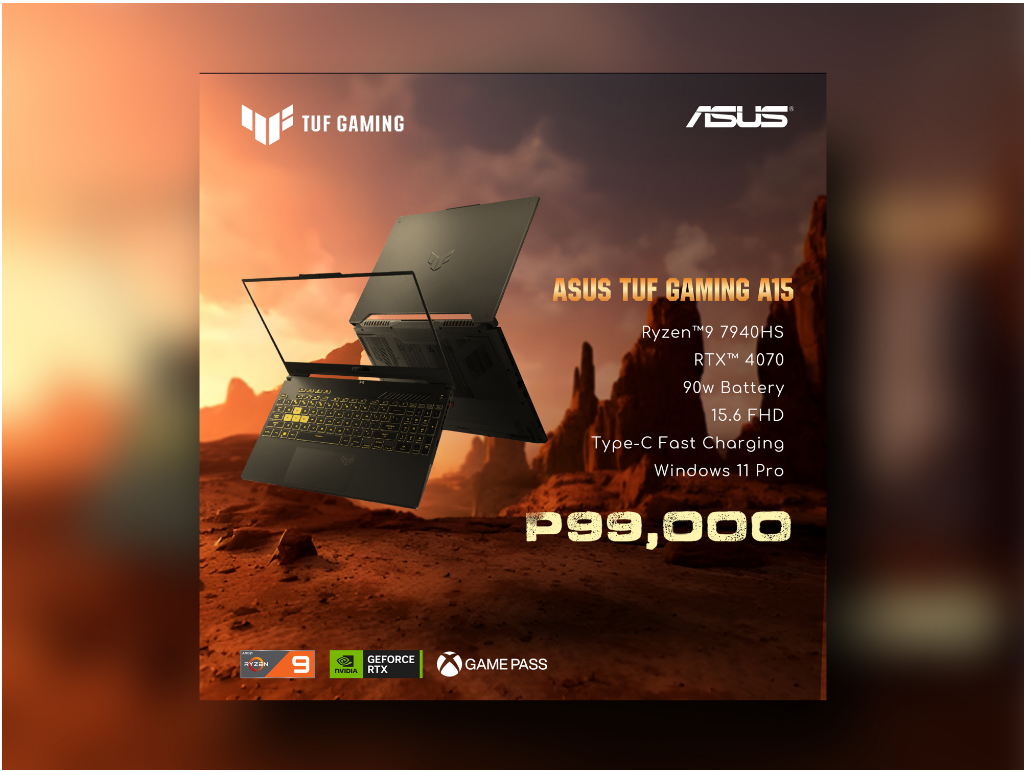 TUF GAMING
ASUS®
ASUS TUF GAMING A15
Ryzen™9 7940HS
RTX™ 4070
90w Battery
15.6 FHD
Type-C Fast Charging
Windows 11 Pro
P99,000
AMD
RYZEN 9
NVIDIA
GEFORCE
RTX
GAME PASS